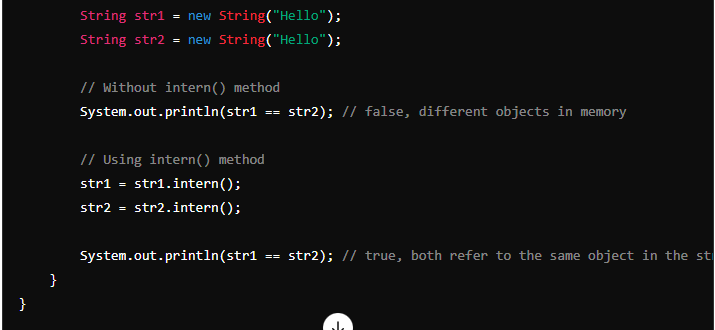 String str1 = new String("Hello");
String str2 = new String("Hello");
// Without intern() method
System.out.println(str1 == str2); // false, different objects in memory
// Using intern() method
str1 = str1.intern();
str2 = str2.intern();
System.out.println(str1 == str2); // true, both refer to the same object in the
}
}